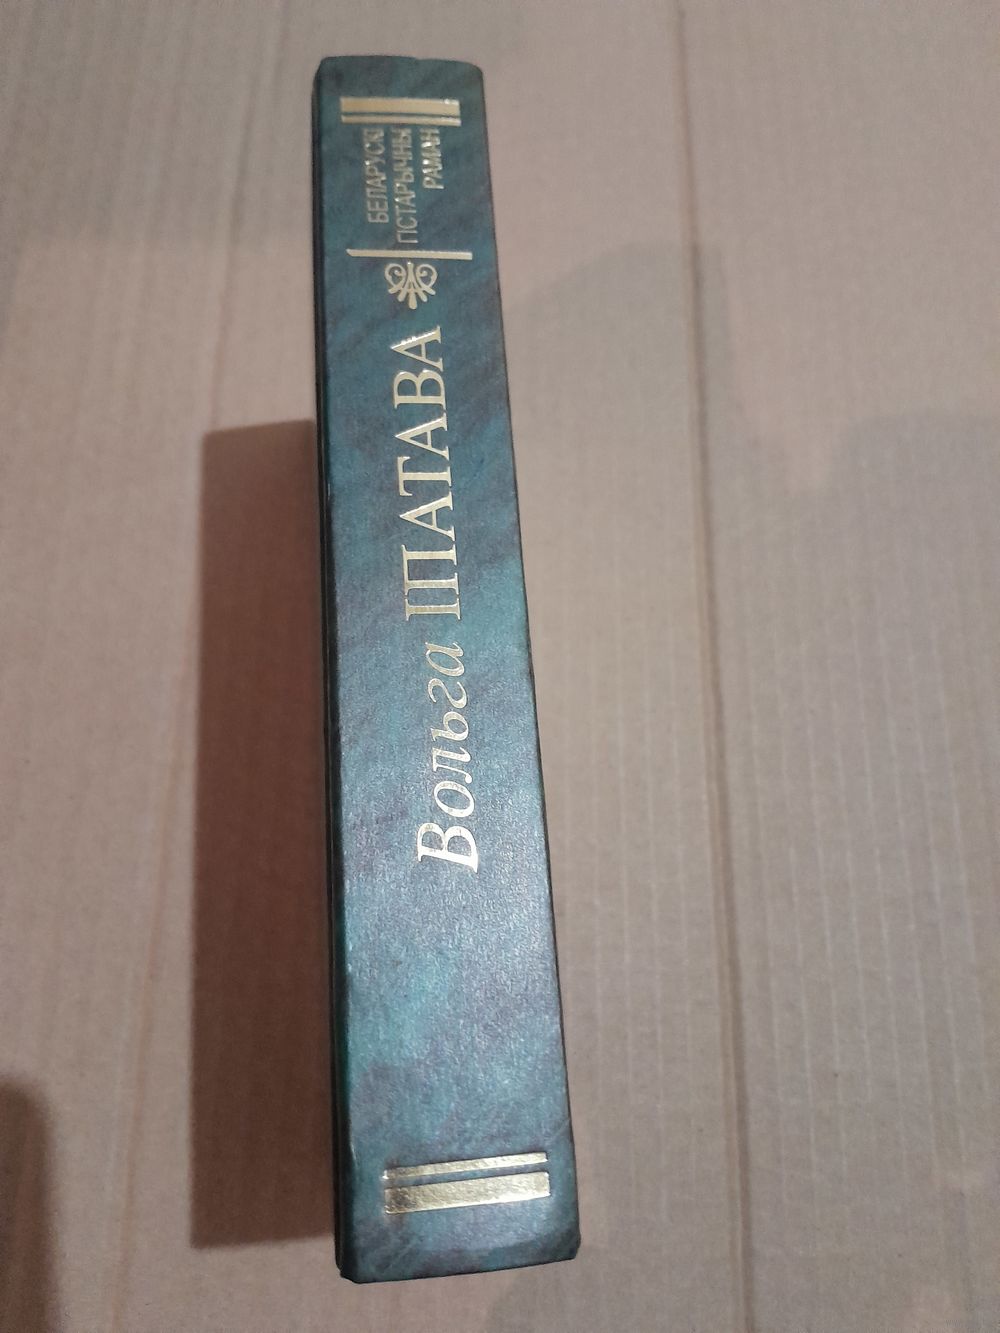 БЕЛАРУСКІ
ГІСТАРЫЧНЫ
РАМАН
Вольга ІПАТАВА